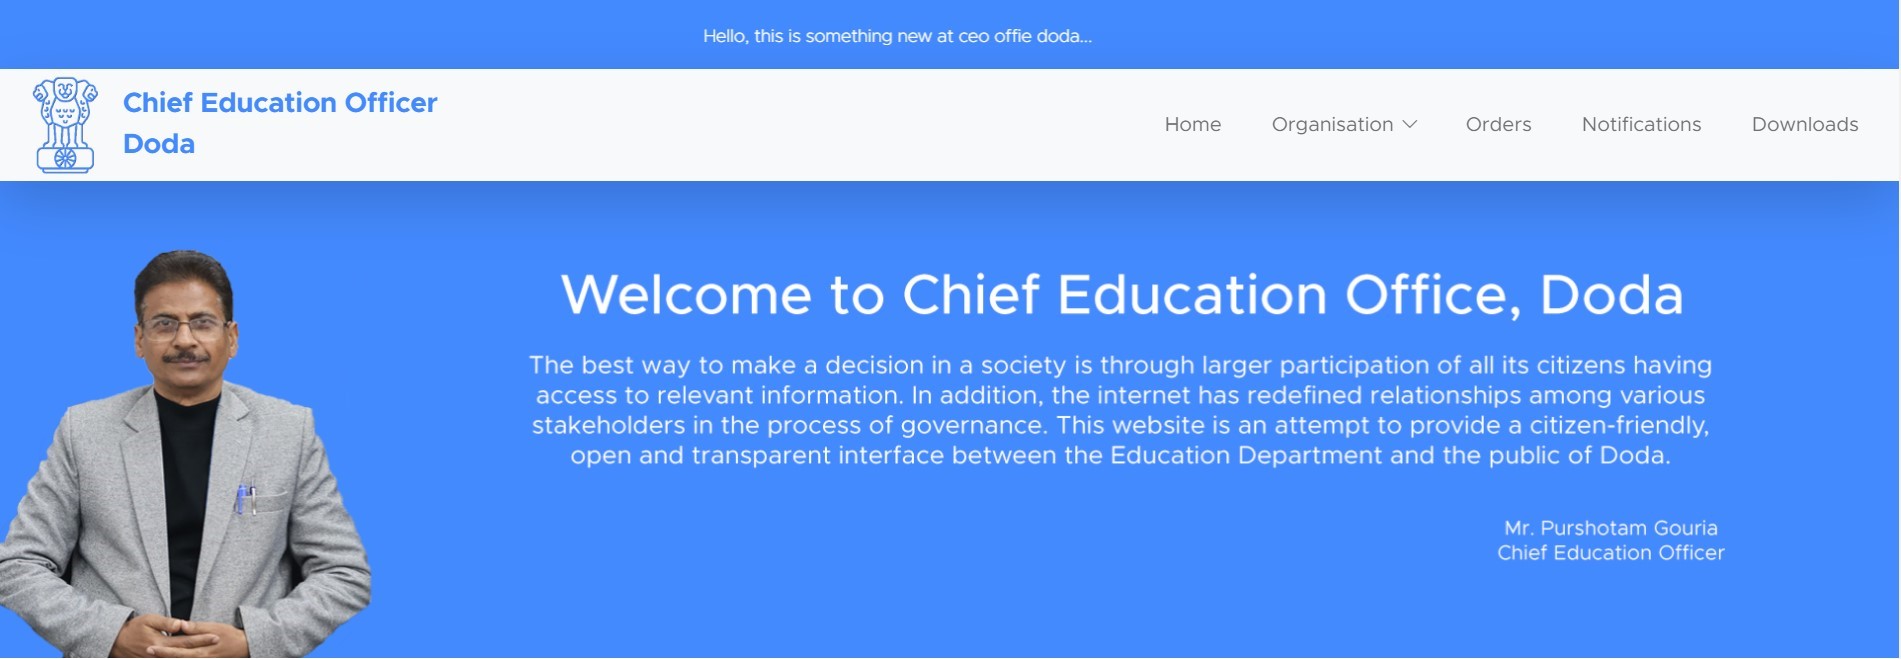 Hello, this is something new at ceo offie doda...
Chief Education Officer
Doda
Home Organisation Orders Notifications Downloads
Welcome to Chief Education Office, Doda
The best way to make a decision in a society is through larger participation of all its citizens having
access to relevant information. In addition, the internet has redefined relationships among various
stakeholders in the process of governance. This website is an attempt to provide a citizen-friendly,
open and transparent interface between the Education Department and the public of Doda.
Mr. Purshotam Gouria
Chief Education Officer